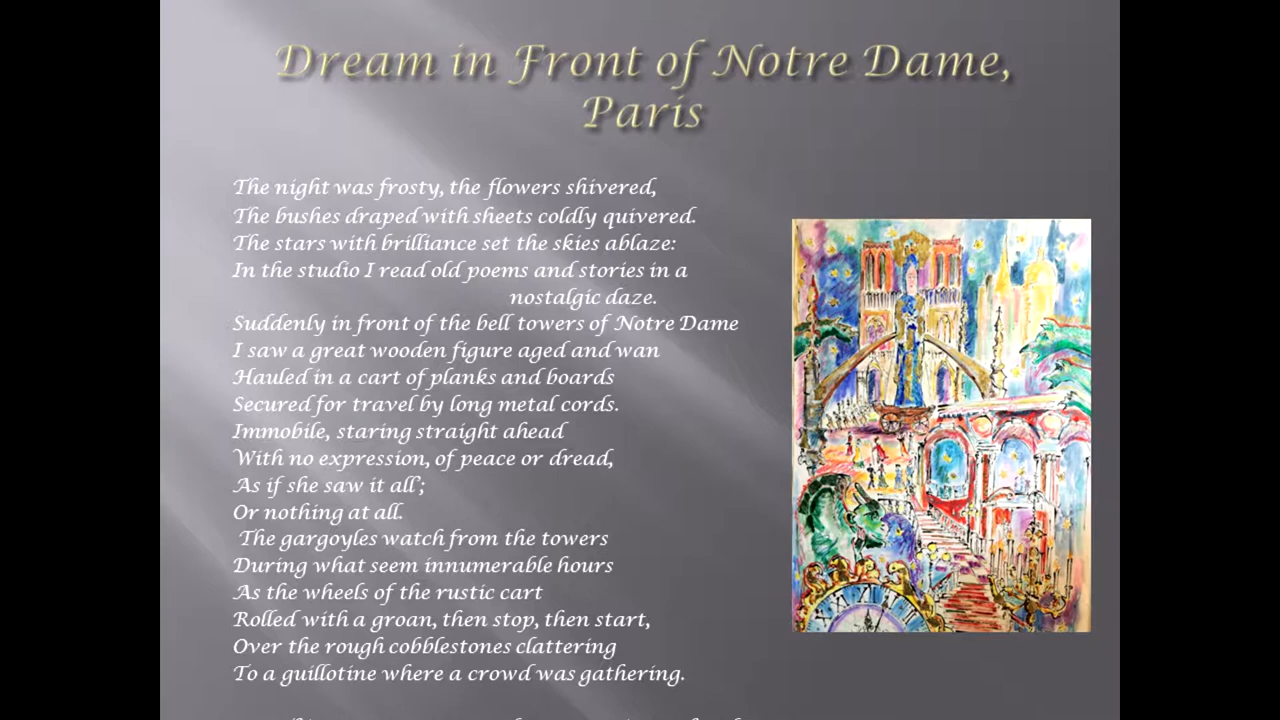 Dream in Front of Notre Dame,
Paris
The night was frosty, the flowers shivered,
The bushes draped with sheets coldly quivered.
The stars with brilliance set the skies ablaze:
In the studio I read old poems and stories in a
nostalgic daze.
Suddenly in front of the bell towers of Notre Dame
I saw a great wooden figure aged and wan
Hauled in a cart of planks and boards
Secured for travel by long metal cords.
Immobile, staring straight ahead
With no expression, of peace or dread,
As if she saw it all ;
Or nothing at all.
The gargoyles watch from the towers
During what seem innumerable hours
As the wheels of the rustic cart
Rolled with a groan, then stop, then start,
Over the rough cobblestones clattering
To a guillotine where a crowd was gathering.